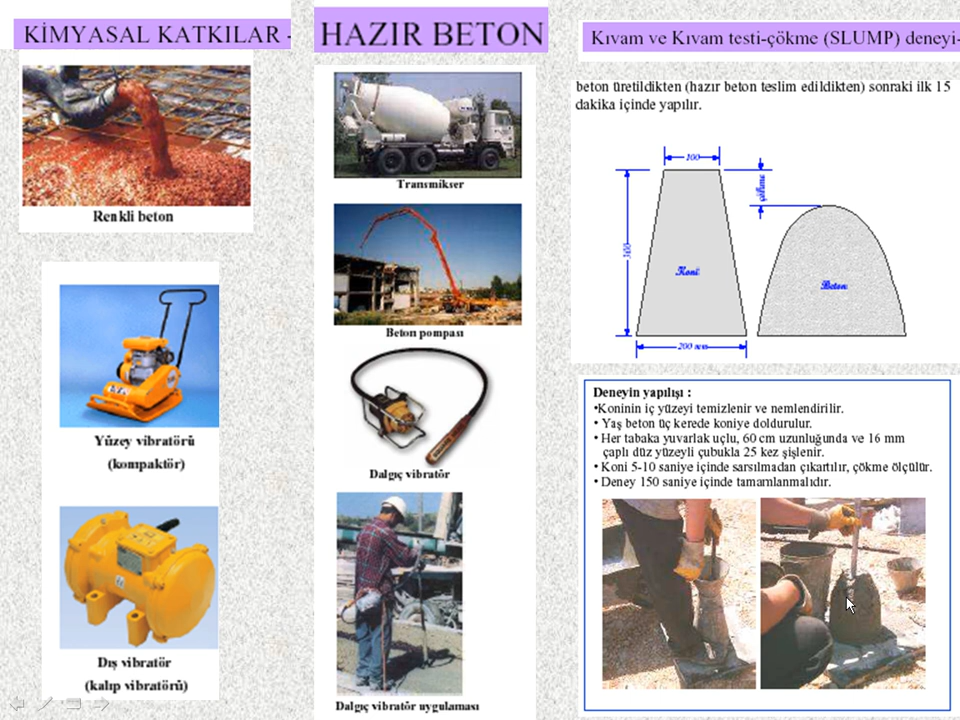 KİMYASAL KATKILAR -
Renkli beton
Yüzey vibratörü
(kompaktör)
Dış vibratör
(kalıp vibratörü)
HAZIR BETON
Transmikser
Beton pompası
Dalgıç vibratör
Dalgıç vibratör uygulaması
Kıvam ve Kıvam testi-çökme (SLUMP) deneyi-
beton üretildikten (hazır beton teslim edildikten) sonraki ilk 15
dakika içinde yapılır.
100
çökme
300
Koni
Beton
200 mm
Deneyin yapılışı :
•Koninin iç yüzeyi temizlenir ve nemlendirilir.
• Yaş beton üç kerede koniye doldurulur.
• Her tabaka yuvarlak uçlu, 60 cm uzunluğunda ve 16 mm
çaplı düz yüzeyli çubukla 25 kez şişlenir.
• Koni 5-10 saniye içinde sarsılmadan çıkartılır, çökme ölçülür.
• Deney 150 saniye içinde tamamlanmalıdır.